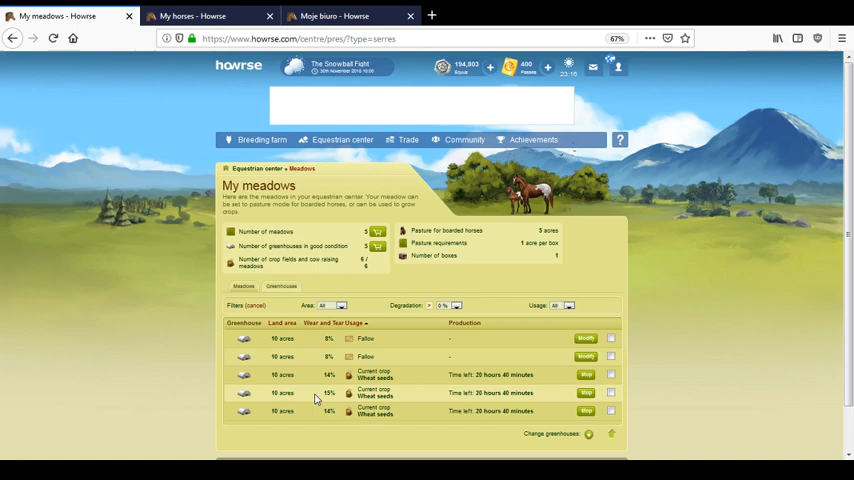 My meadows - Howrse
My horses - Howrse
Moje biuro - Howrse
https://www.howrse.com/centre/pres/?type=serres
67%
howrse
The Snowball Fight
30th November 2018 10:00
194,803
Equus
400
Passes
23:16
Breeding farm
Equestrian center
Trade
Community
Achievements
?
Equestrian center » Meadows
My meadows
Here are the meadows in your equestrian center. Your meadow can
be set to pasture mode for boarded horses, or can be used to grow
crops.
Number of meadows 5
Number of greenhouses in good condition 5
Number of crop fields and cow raising 6 /
meadows 6
Pasture for boarded horses 5 acres
Pasture requirements 1 acre per box
Number of boxes 1
Meadows
Greenhouses
Filters (cancel) Area: All Degradation: > 0 % Usage: All
Greenhouse Land area Wear and Tear Usage Production
10 acres 8% Fallow - Modify
10 acres 8% Fallow - Modify
10 acres 14% Current crop Wheat seeds Time left: 20 hours 40 minutes Stop
10 acres 15% Current crop Wheat seeds Time left: 20 hours 40 minutes Stop
10 acres 14% Current crop Wheat seeds Time left: 20 hours 40 minutes Stop
Change greenhouses: